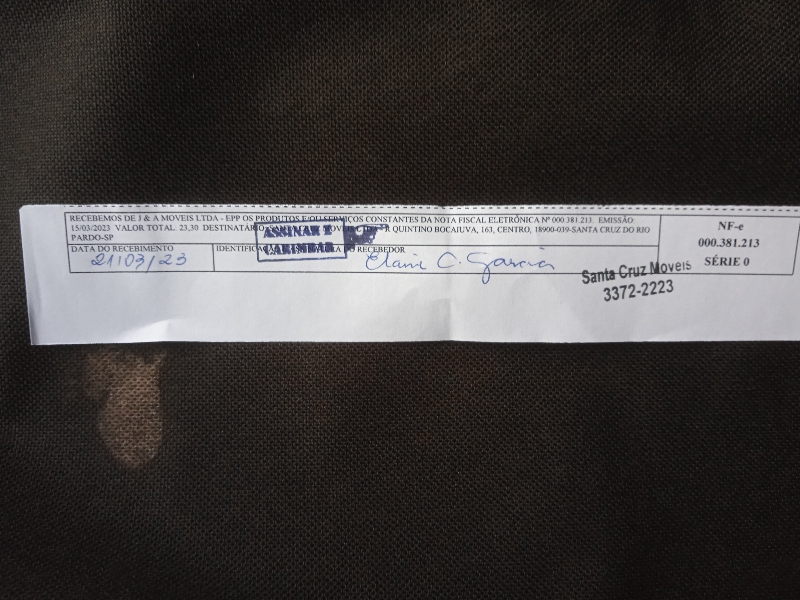 RECEBEMOS DE J & A MOVEIS LTDA - EPP OS PRODUTOS E/OU SERVIÇOS CONSTANTES DA NOTA FISCAL ELETRÔNICA Nº 000.381.213 EMISSÃO
15/03/2023 VALOR TOTAL 23,30 DESTINATÁRIO R QUINTINO BOCAIUVA, 163, CENTRO, 18900-039-SANTA CRUZ DO RIO
PARDO-SP
ASSINAR E
CARIMBAR
DATA DO RECEBIMENTO
21/03/23
RECEBEDOR
Elaine C. Garcia
NF-e
000.381.213
SÉRIE 0
Santa Cruz Moveis
3372-2223